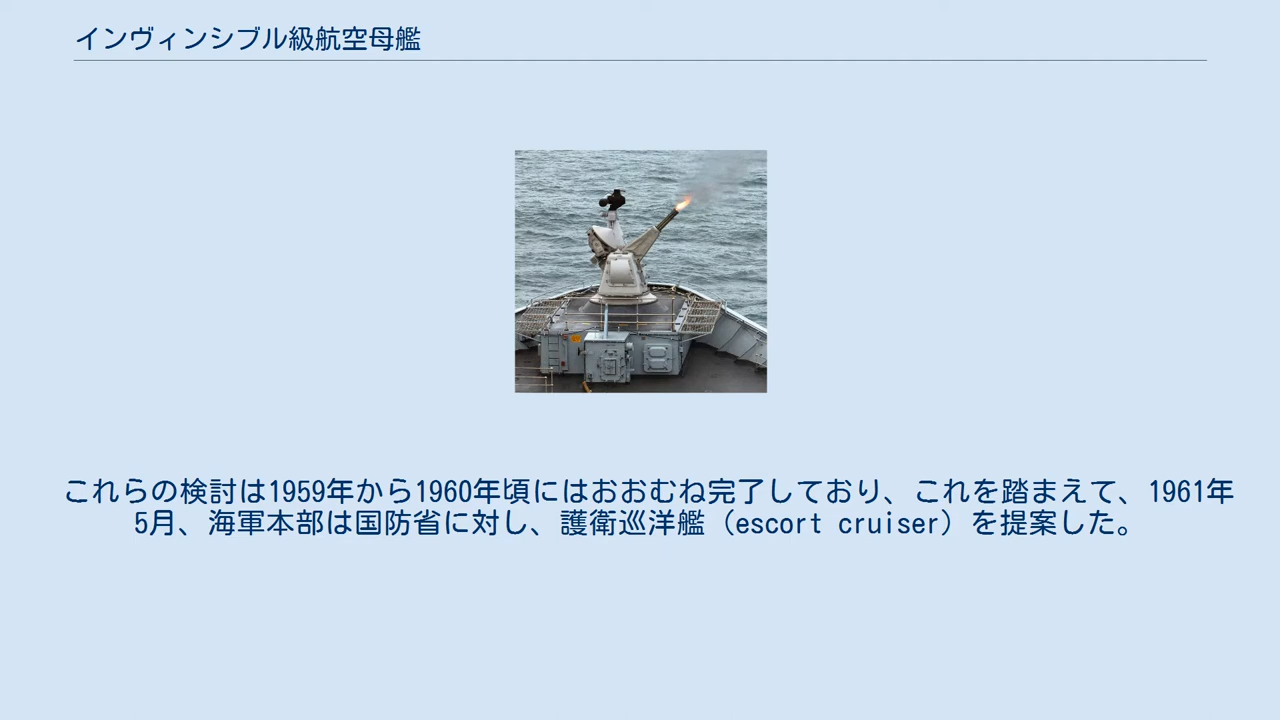 インヴィンシブル級航空母艦
これらの検討は1959年から1960年頃にはおおむね完了しており、これを踏まえて、1961年
5月、海軍本部は国防省に対し、護衛巡洋艦（escort cruiser）を提案した。